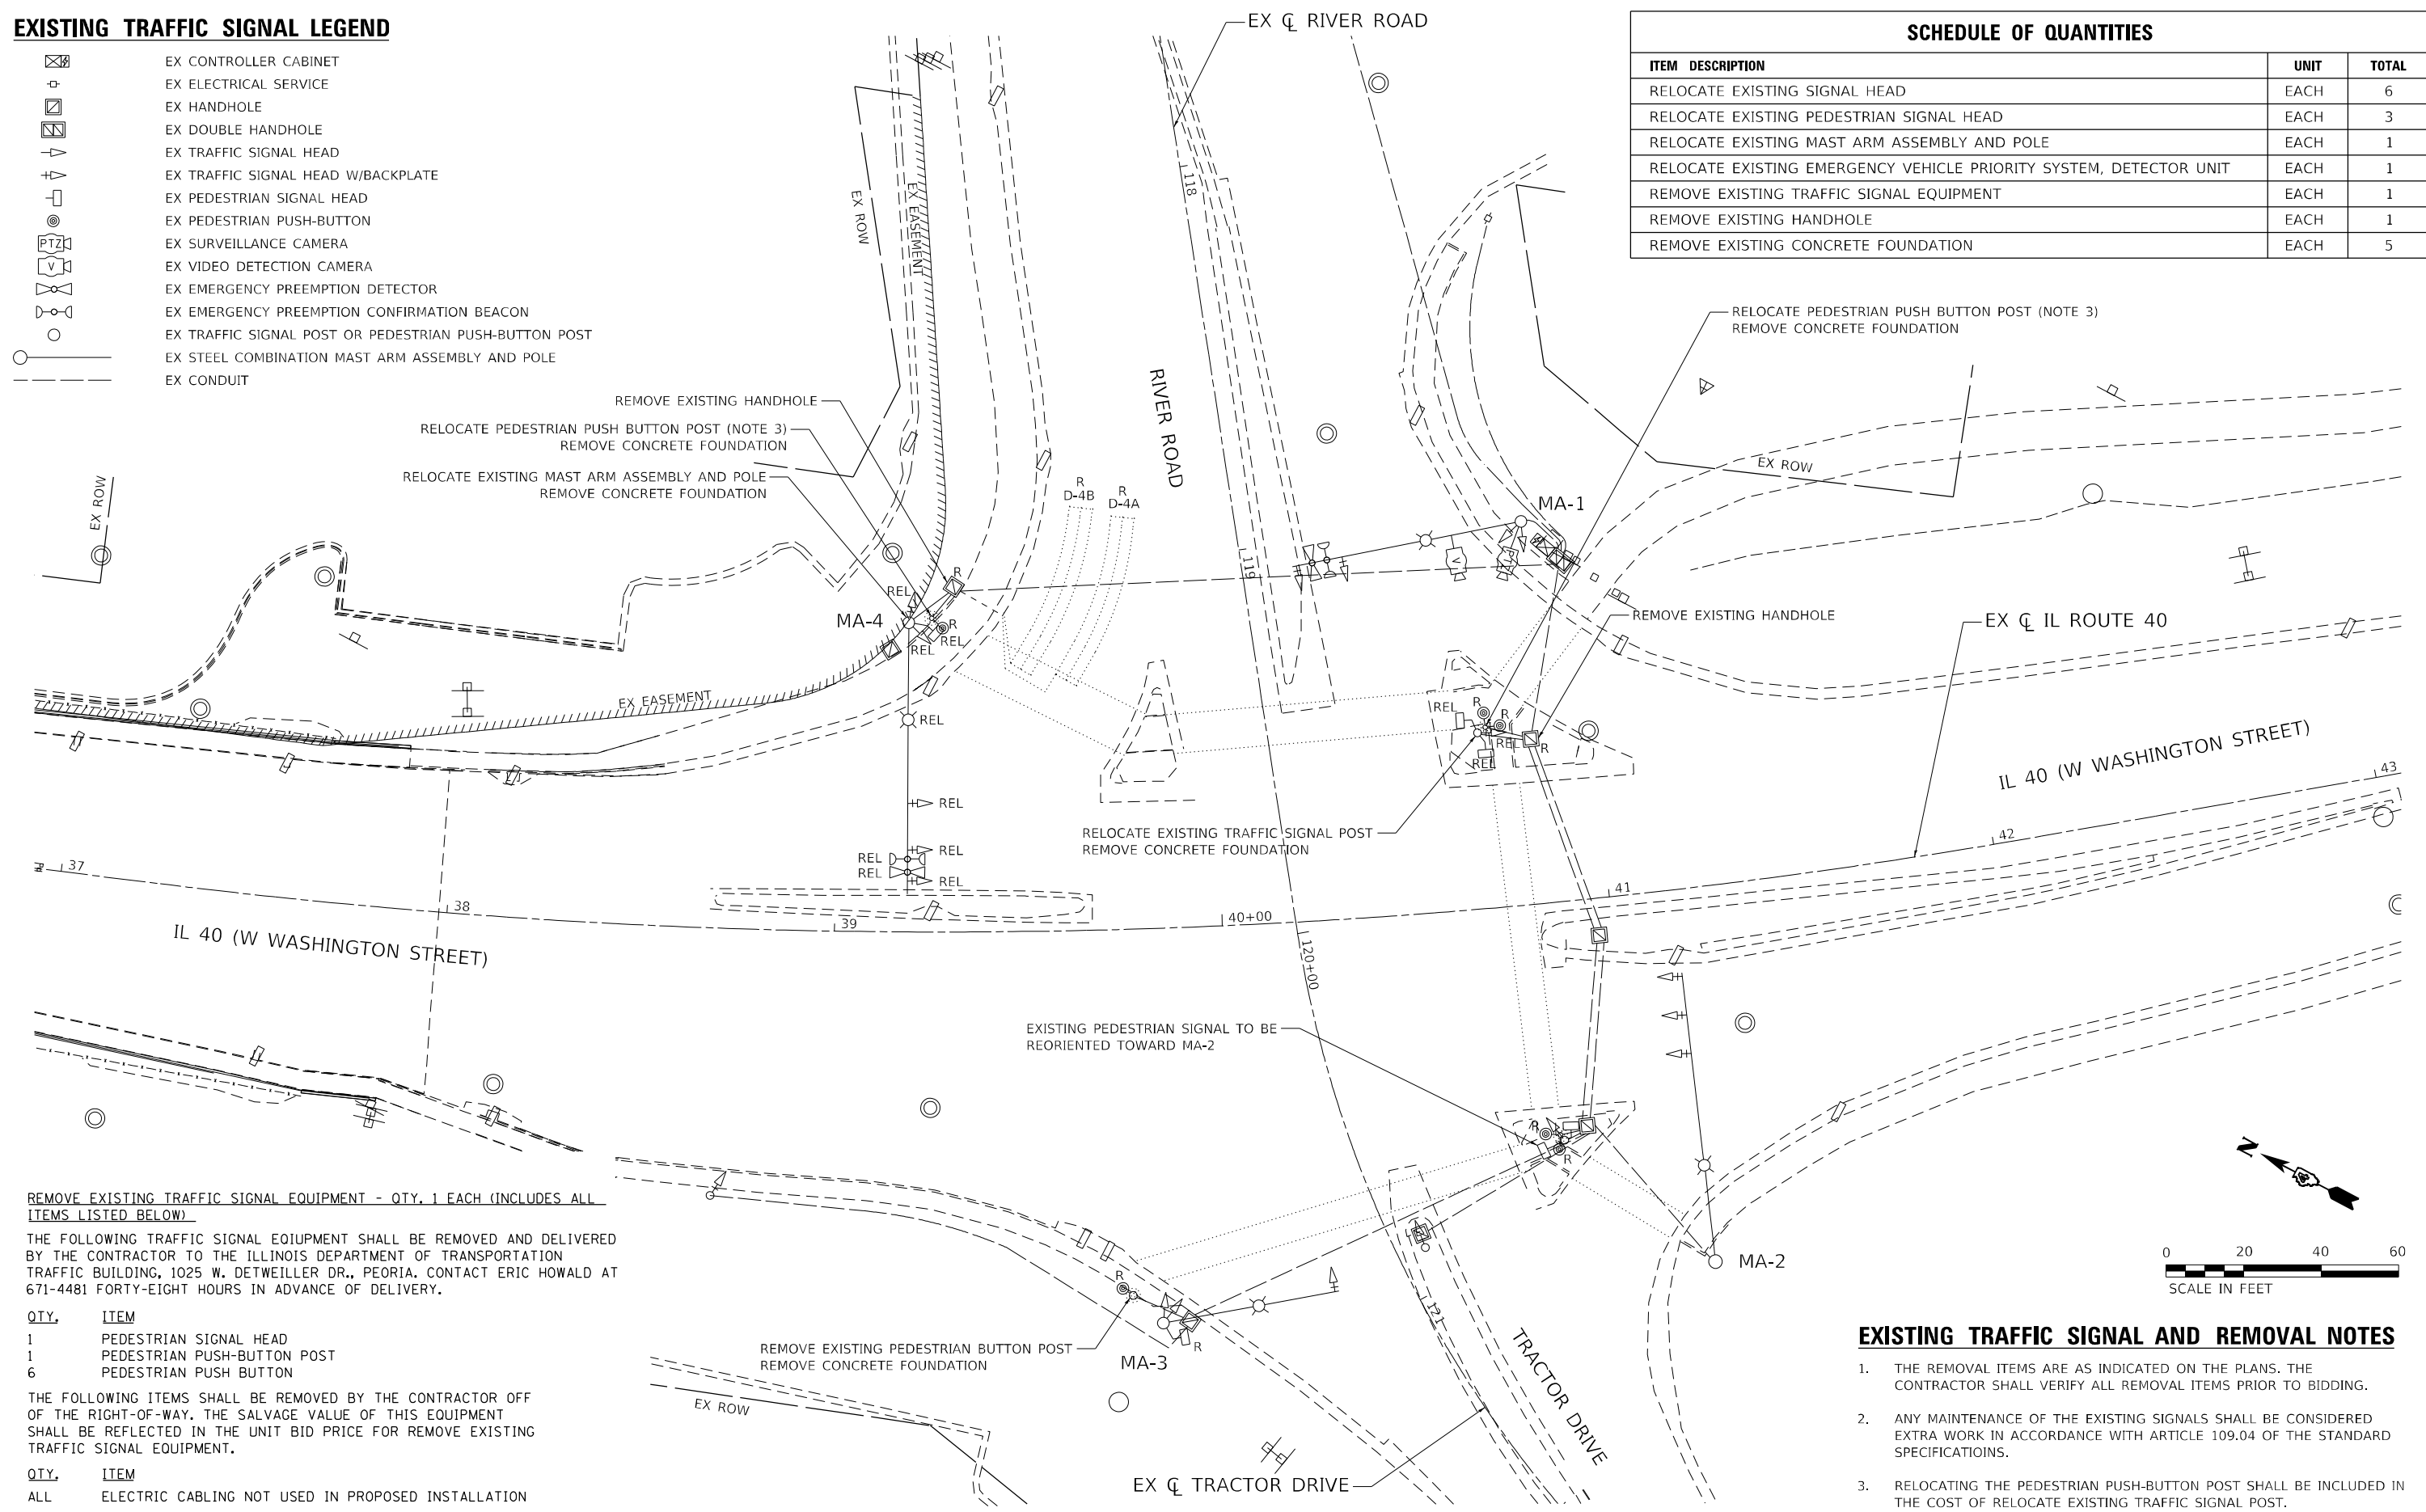 EXISTING TRAFFIC SIGNAL LEGEND
EX CONTROLLER CABINET
EX ELECTRICAL SERVICE
EX HANDHOLE
EX DOUBLE HANDHOLE
EX TRAFFIC SIGNAL HEAD
EX TRAFFIC SIGNAL HEAD W/BACKPLATE
EX PEDESTRIAN SIGNAL HEAD
EX PEDESTRIAN PUSH-BUTTON
PTZ EX SURVEILLANCE CAMERA
V EX VIDEO DETECTION CAMERA
EX EMERGENCY PREEMPTION DETECTOR
EX EMERGENCY PREEMPTION CONFIRMATION BEACON
EX TRAFFIC SIGNAL POST OR PEDESTRIAN PUSH-BUTTON POST
EX STEEL COMBINATION MAST ARM ASSEMBLY AND POLE
EX CONDUIT
EX ℄ RIVER ROAD
SCHEDULE OF QUANTITIES
ITEM DESCRIPTION UNIT TOTAL
RELOCATE EXISTING SIGNAL HEAD EACH 6
RELOCATE EXISTING PEDESTRIAN SIGNAL HEAD EACH 3
RELOCATE EXISTING MAST ARM ASSEMBLY AND POLE EACH 1
RELOCATE EXISTING EMERGENCY VEHICLE PRIORITY SYSTEM, DETECTOR UNIT EACH 1
REMOVE EXISTING TRAFFIC SIGNAL EQUIPMENT EACH 1
REMOVE EXISTING HANDHOLE EACH 1
REMOVE EXISTING CONCRETE FOUNDATION EACH 5
118
EX ROW
EX EASEMENT
RELOCATE PEDESTRIAN PUSH BUTTON POST (NOTE 3)
REMOVE CONCRETE FOUNDATION
REMOVE EXISTING HANDHOLE
RELOCATE PEDESTRIAN PUSH BUTTON POST (NOTE 3)
REMOVE CONCRETE FOUNDATION
RELOCATE EXISTING MAST ARM ASSEMBLY AND POLE
REMOVE CONCRETE FOUNDATION
RIVER ROAD
EX ROW
EX ROW
R
D-4B
R
D-4A
MA-1
V
119
R
REL
MA-4
R
REL
REL
REMOVE EXISTING HANDHOLE
EX ℄ IL ROUTE 40
EX EASEMENT
REL
REL
R
R
REL
REL
R
IL 40 (W WASHINGTON STREET)
43
REL
REL
REL
REL
REL
RELOCATE EXISTING TRAFFIC SIGNAL POST
REMOVE CONCRETE FOUNDATION
42
41
37
38
39
40+00
120+00
IL 40 (W WASHINGTON STREET)
EXISTING PEDESTRIAN SIGNAL TO BE
REORIENTED TOWARD MA-2
R
R
MA-2
N
0 20 40 60
SCALE IN FEET
REMOVE EXISTING TRAFFIC SIGNAL EQUIPMENT - QTY. 1 EACH (INCLUDES ALL
ITEMS LISTED BELOW)
THE FOLLOWING TRAFFIC SIGNAL EQIUPMENT SHALL BE REMOVED AND DELIVERED
BY THE CONTRACTOR TO THE ILLINOIS DEPARTMENT OF TRANSPORTATION
TRAFFIC BUILDING, 1025 W. DETWEILLER DR., PEORIA. CONTACT ERIC HOWALD AT
671-4481 FORTY-EIGHT HOURS IN ADVANCE OF DELIVERY.
QTY. ITEM
1 PEDESTRIAN SIGNAL HEAD
1 PEDESTRIAN PUSH-BUTTON POST
6 PEDESTRIAN PUSH BUTTON
THE FOLLOWING ITEMS SHALL BE REMOVED BY THE CONTRACTOR OFF
OF THE RIGHT-OF-WAY. THE SALVAGE VALUE OF THIS EQUIPMENT
SHALL BE REFLECTED IN THE UNIT BID PRICE FOR REMOVE EXISTING
TRAFFIC SIGNAL EQUIPMENT.
QTY. ITEM
ALL ELECTRIC CABLING NOT USED IN PROPOSED INSTALLATION
R
REMOVE EXISTING PEDESTRIAN BUTTON POST
REMOVE CONCRETE FOUNDATION
MA-3
R
121
TRACTOR DRIVE
EX ROW
EX ℄ TRACTOR DRIVE
EXISTING TRAFFIC SIGNAL AND REMOVAL NOTES
1. THE REMOVAL ITEMS ARE AS INDICATED ON THE PLANS. THE
CONTRACTOR SHALL VERIFY ALL REMOVAL ITEMS PRIOR TO BIDDING.
2. ANY MAINTENANCE OF THE EXISTING SIGNALS SHALL BE CONSIDERED
EXTRA WORK IN ACCORDANCE WITH ARTICLE 109.04 OF THE STANDARD
SPECIFICATIOINS.
3. RELOCATING THE PEDESTRIAN PUSH-BUTTON POST SHALL BE INCLUDED IN
THE COST OF RELOCATE EXISTING TRAFFIC SIGNAL POST.